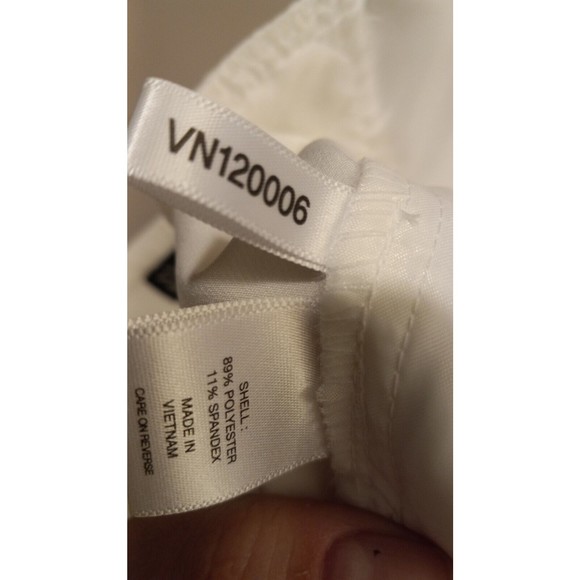 VN120006
SHELL :
89% POLYESTER
11% SPANDEX
MADE IN
VIETNAM
CARE ON REVERSE